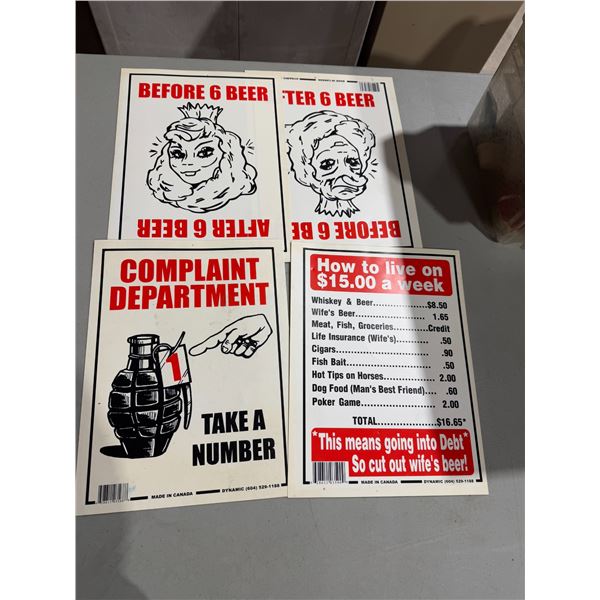 BEFORE 6 BEER
AFTER 6 BEER
TER 6 BEER
BEFORE 6 BE
COMPLAINT
DEPARTMENT
1
TAKE A
NUMBER
MADE IN CANADA
DYNAMIC (604) 529-1188
How to live on
$15.00 a week
Whiskey & Beer....................$8.50
Wife's Beer......................... 1.65
Meat, Fish, Groceries...........Credit
Life Insurance (Wife's)........... .50
Cigars................................ .90
Fish Bait............................. .50
Hot Tips on Horses.............. 2.00
Dog Food (Man's Best Friend).... .60
Poker Game........................ 2.00
TOTAL....................$16.65*
*This means going into Debt*
So cut out wife's beer!
MADE IN CANADA
DYNAMIC (604) 529-1188